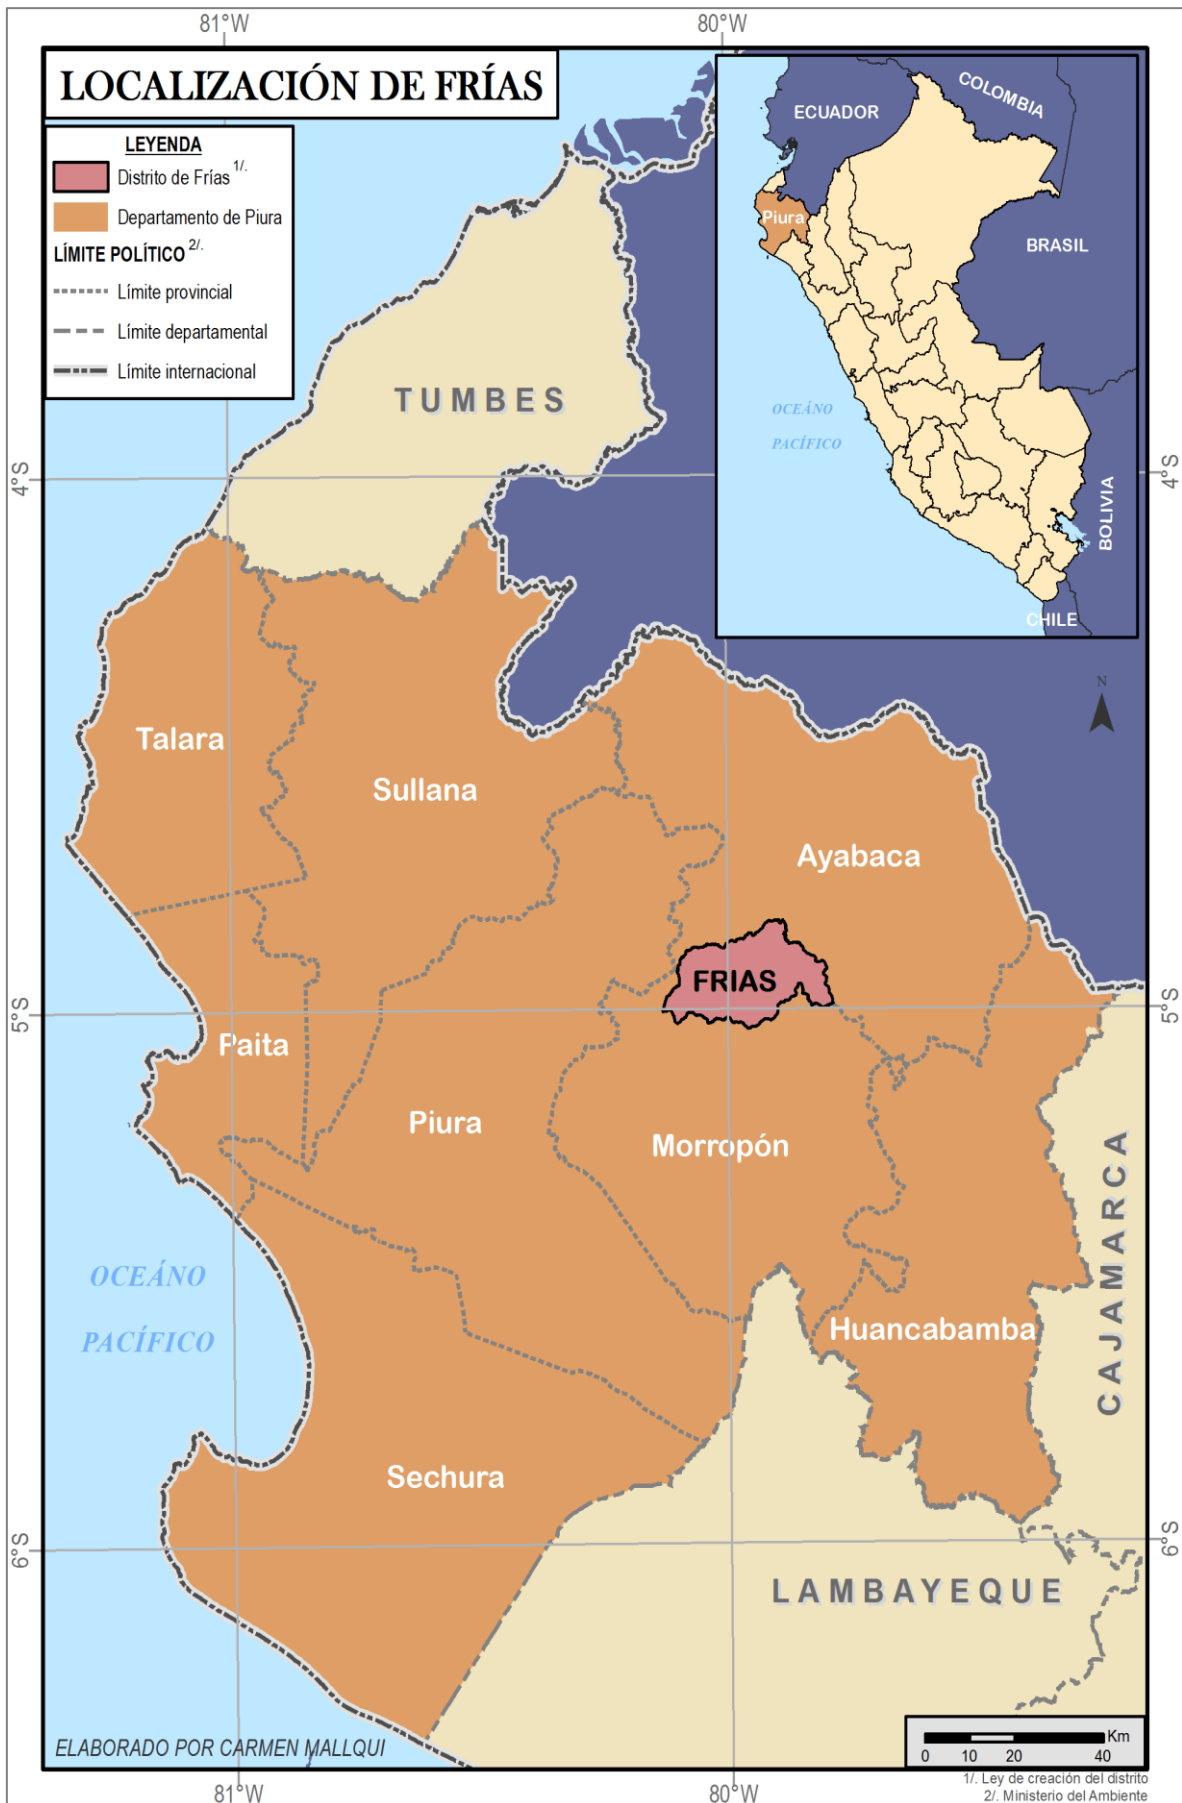 81°W
80°W
LOCALIZACIÓN DE FRÍAS
LEYENDA
Distrito de Frías 1/.
Departamento de Piura
LÍMITE POLÍTICO 2/.
Límite provincial
Límite departamental
Límite internacional
COLOMBIA
ECUADOR
Piura
BRASIL
OCEÁNO
PACÍFICO
BOLIVIA
CHILE
TUMBES
4°S
4°S
N
Talara
Sullana
Ayabaca
FRIAS
5°S
5°S
Paita
Piura
Morropón
CAJAMARCA
OCEÁNO
PACÍFICO
Huancabamba
Sechura
6°S
6°S
LAMBAYEQUE
ELABORADO POR CARMEN MALLQUI
Km
0 10 20 40
1/. Ley de creación del distrito
2/. Ministerio del Ambiente
81°W
80°W